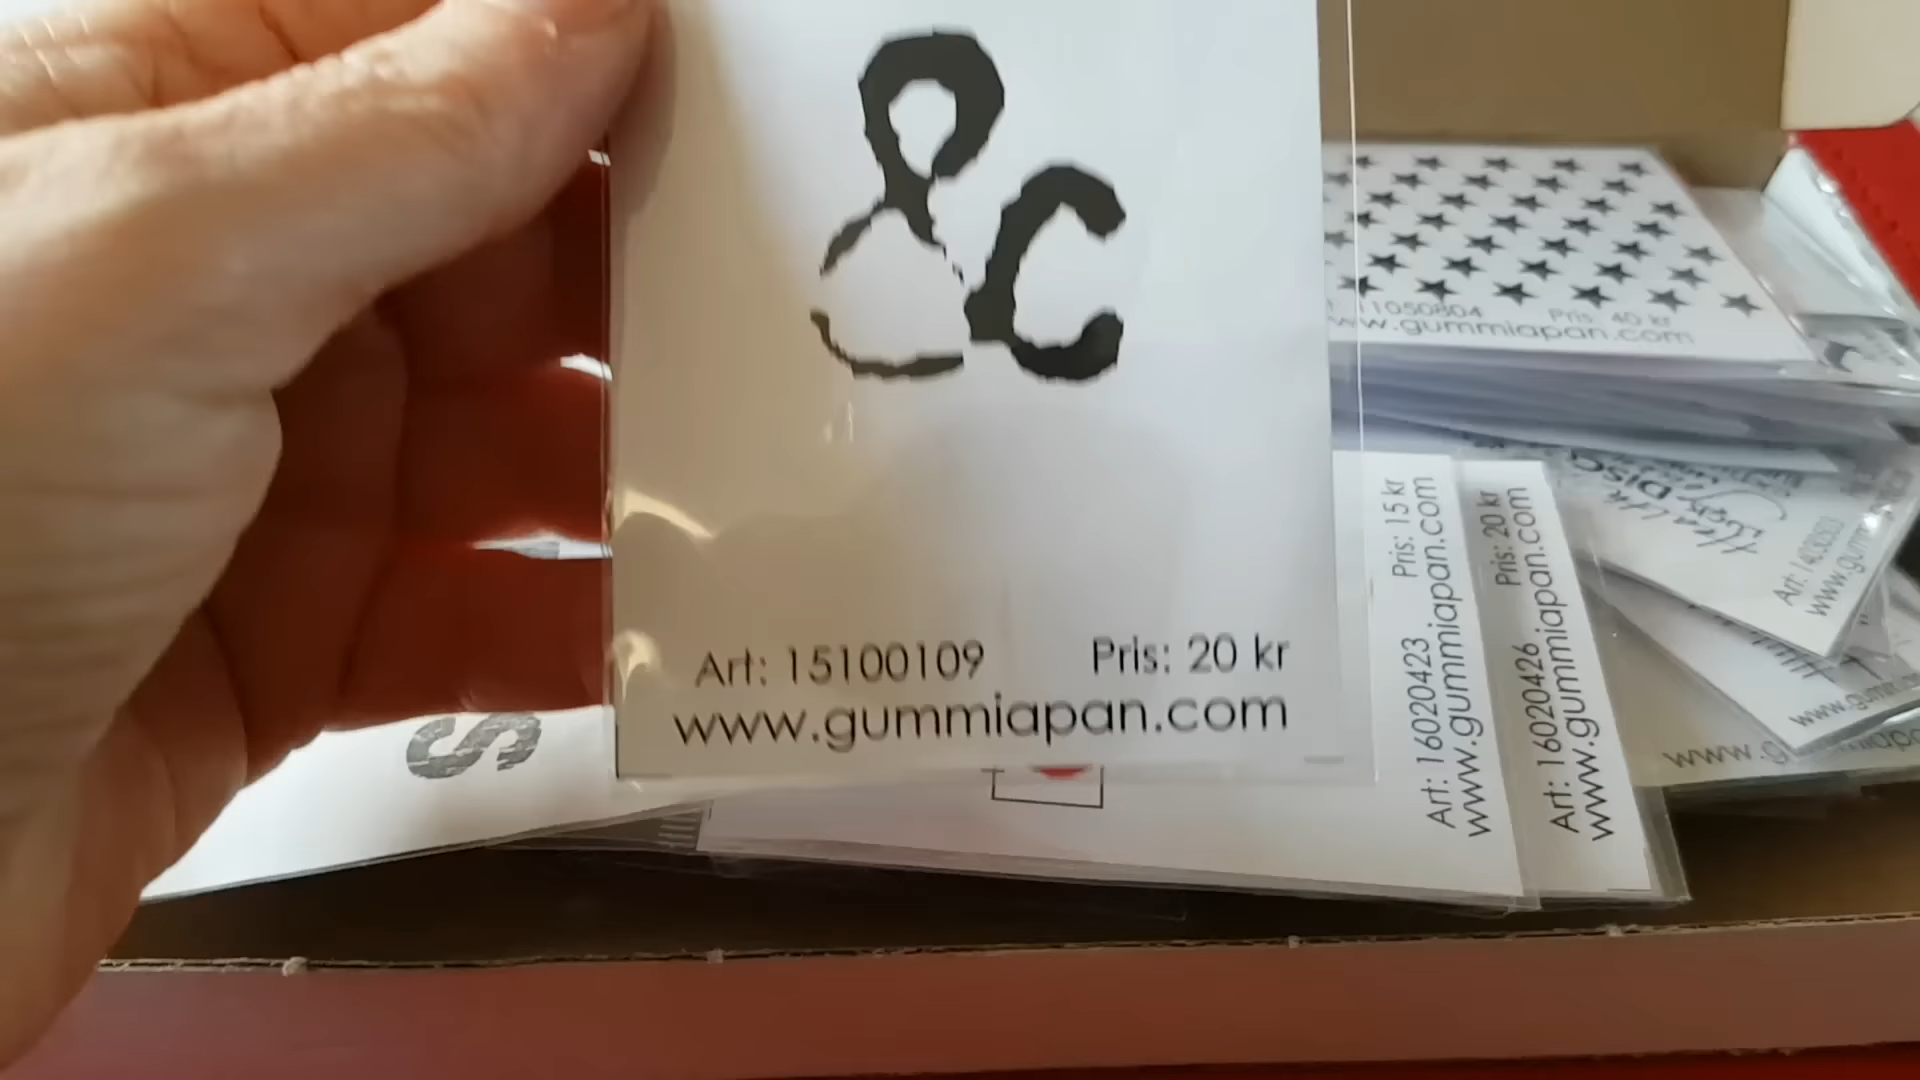 &c
Art: 15100109 Pris: 20 kr
www.gummiapan.com
11050804 Pris: 40 kr
www.gummiapan.com
Art: 16020423 Pris: 15 kr
www.gummiapan.com
Art: 16020426 Pris: 20 kr
www.gummiapan.com
S